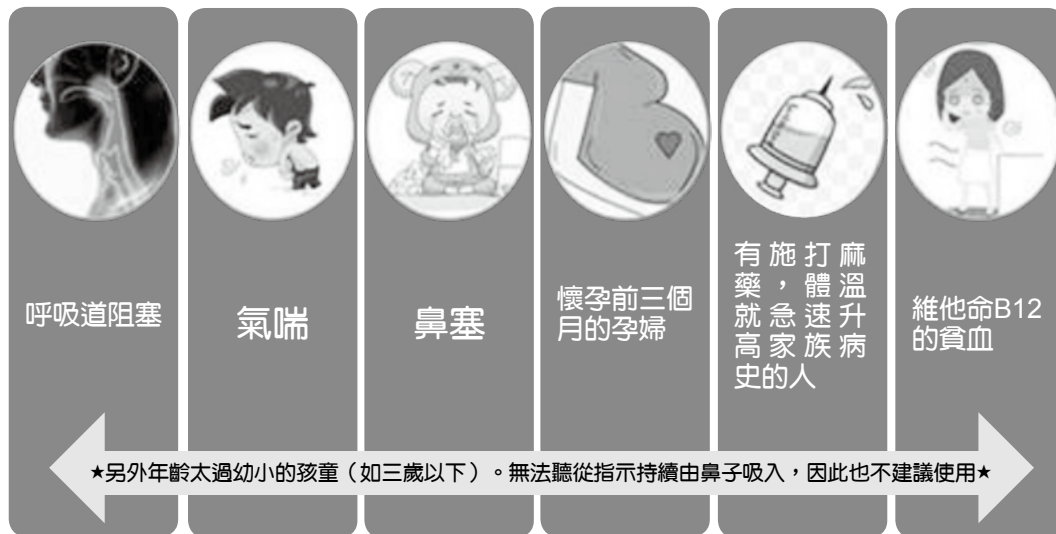 呼吸道阻塞
氣喘
鼻塞
懷孕前三個
月的孕婦
有施打麻
藥，體溫
就急速升
高家族病
史的人
維他命B12
的貧血
★另外年齡太過幼小的孩童（如三歲以下）。無法聽從指示持續由鼻子吸入，因此也不建議使用★